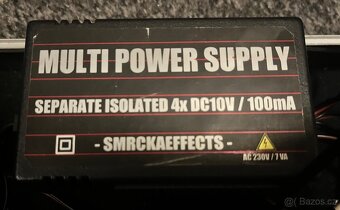 MULTI POWER SUPPLY
SEPARATE ISOLATED 4x DC10V / 100mA
- SMRCKAEFFECTS -
AC 230V / 7 VA
Bazos.cz